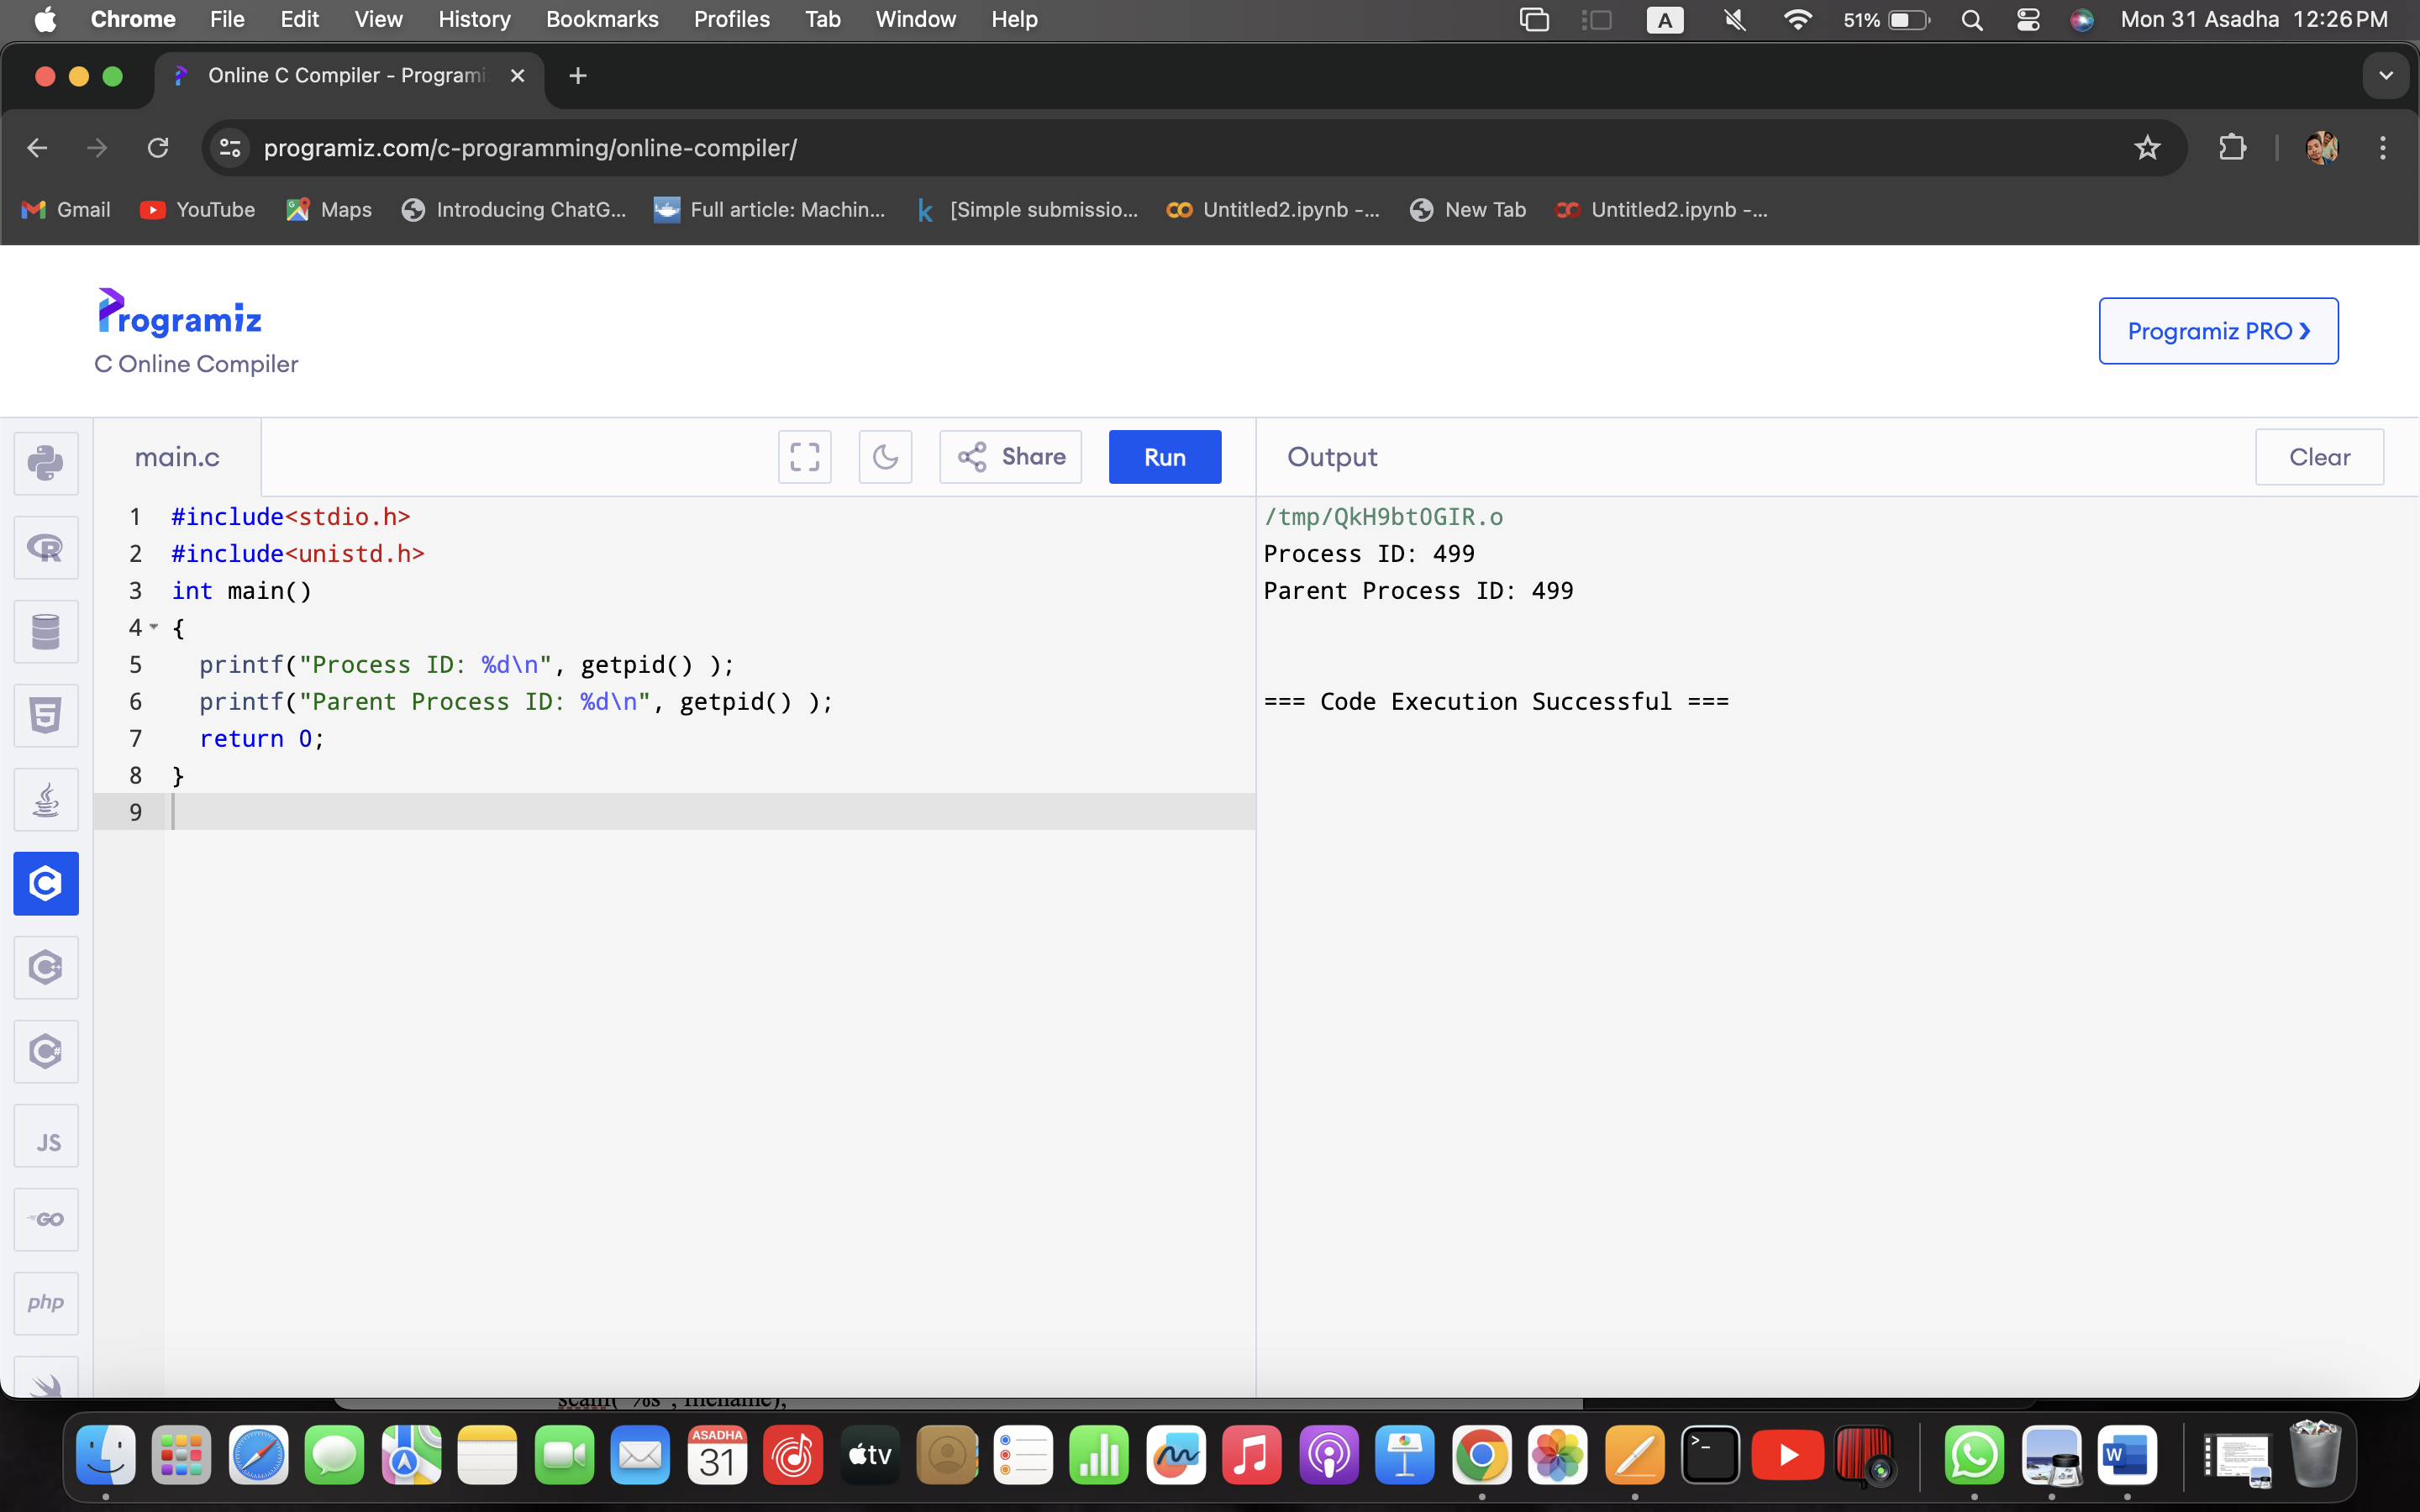 Chrome File Edit View History Bookmarks Profiles Tab Window Help A 51% Mon 31 Asadha 12:26 PM
Online C Compiler - Programi
programiz.com/c-programming/online-compiler/
Gmail YouTube Maps Introducing ChatG... Full article: Machin... k [Simple submissio... Untitled2.ipynb -... New Tab Untitled2.ipynb -...
Programiz
C Online Compiler
Programiz PRO ❯
main.c Share Run Output Clear
1 #include<stdio.h>
2 #include<unistd.h>
3 int main()
4 {
5 printf("Process ID: %d\n", getpid() );
6 printf("Parent Process ID: %d\n", getpid() );
7 return 0;
8 }
9
/tmp/QkH9bt0GIR.o
Process ID: 499
Parent Process ID: 499
=== Code Execution Successful ===
R
5
C
C
C#
JS
GO
php
ASADHA
31
tv
>_
W